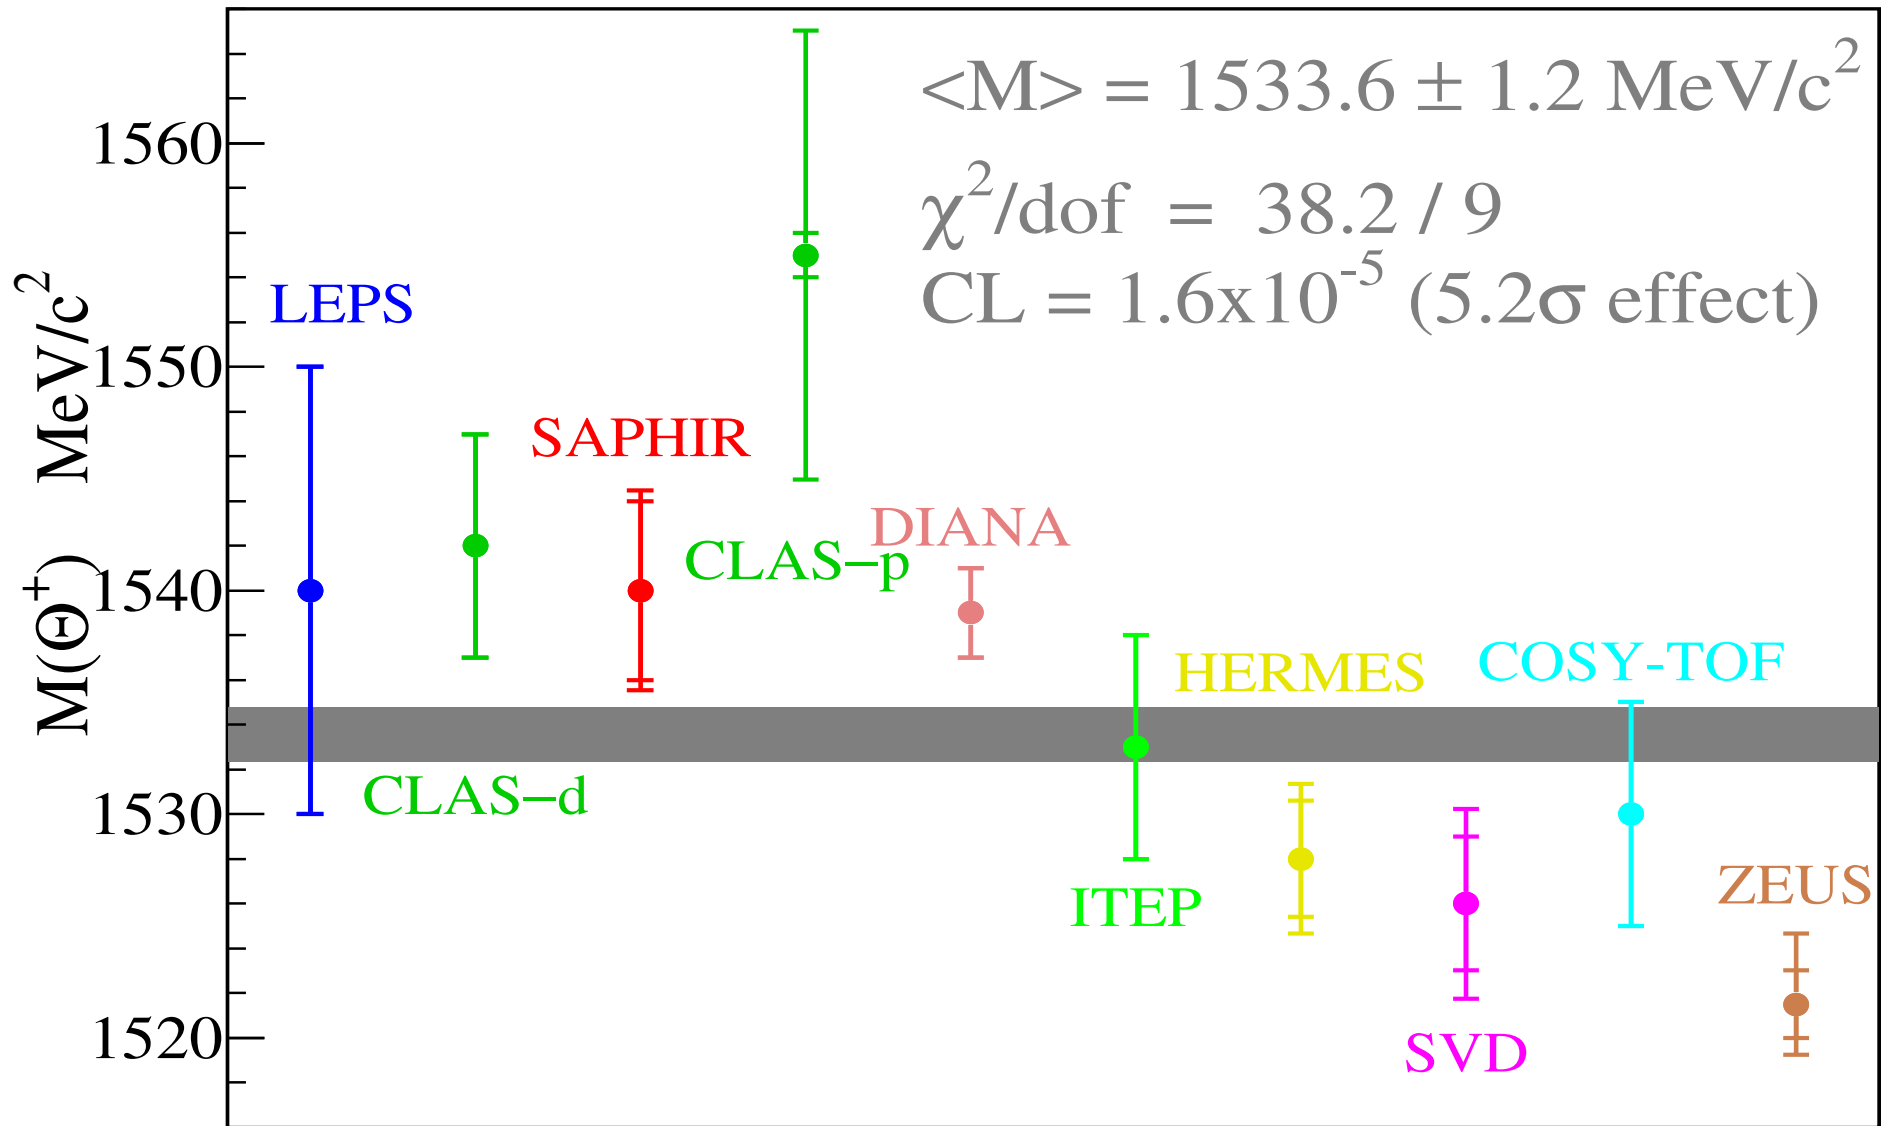 <M> = 1533.6 ± 1.2 MeV/c²
χ²/dof = 38.2 / 9
CL = 1.6x10⁻⁵ (5.2σ effect)
M(Θ⁺) MeV/c²
1560
1550
1540
1530
1520
LEPS
CLAS–d
SAPHIR
CLAS–p
DIANA
ITEP
HERMES
SVD
COSY-TOF
ZEUS